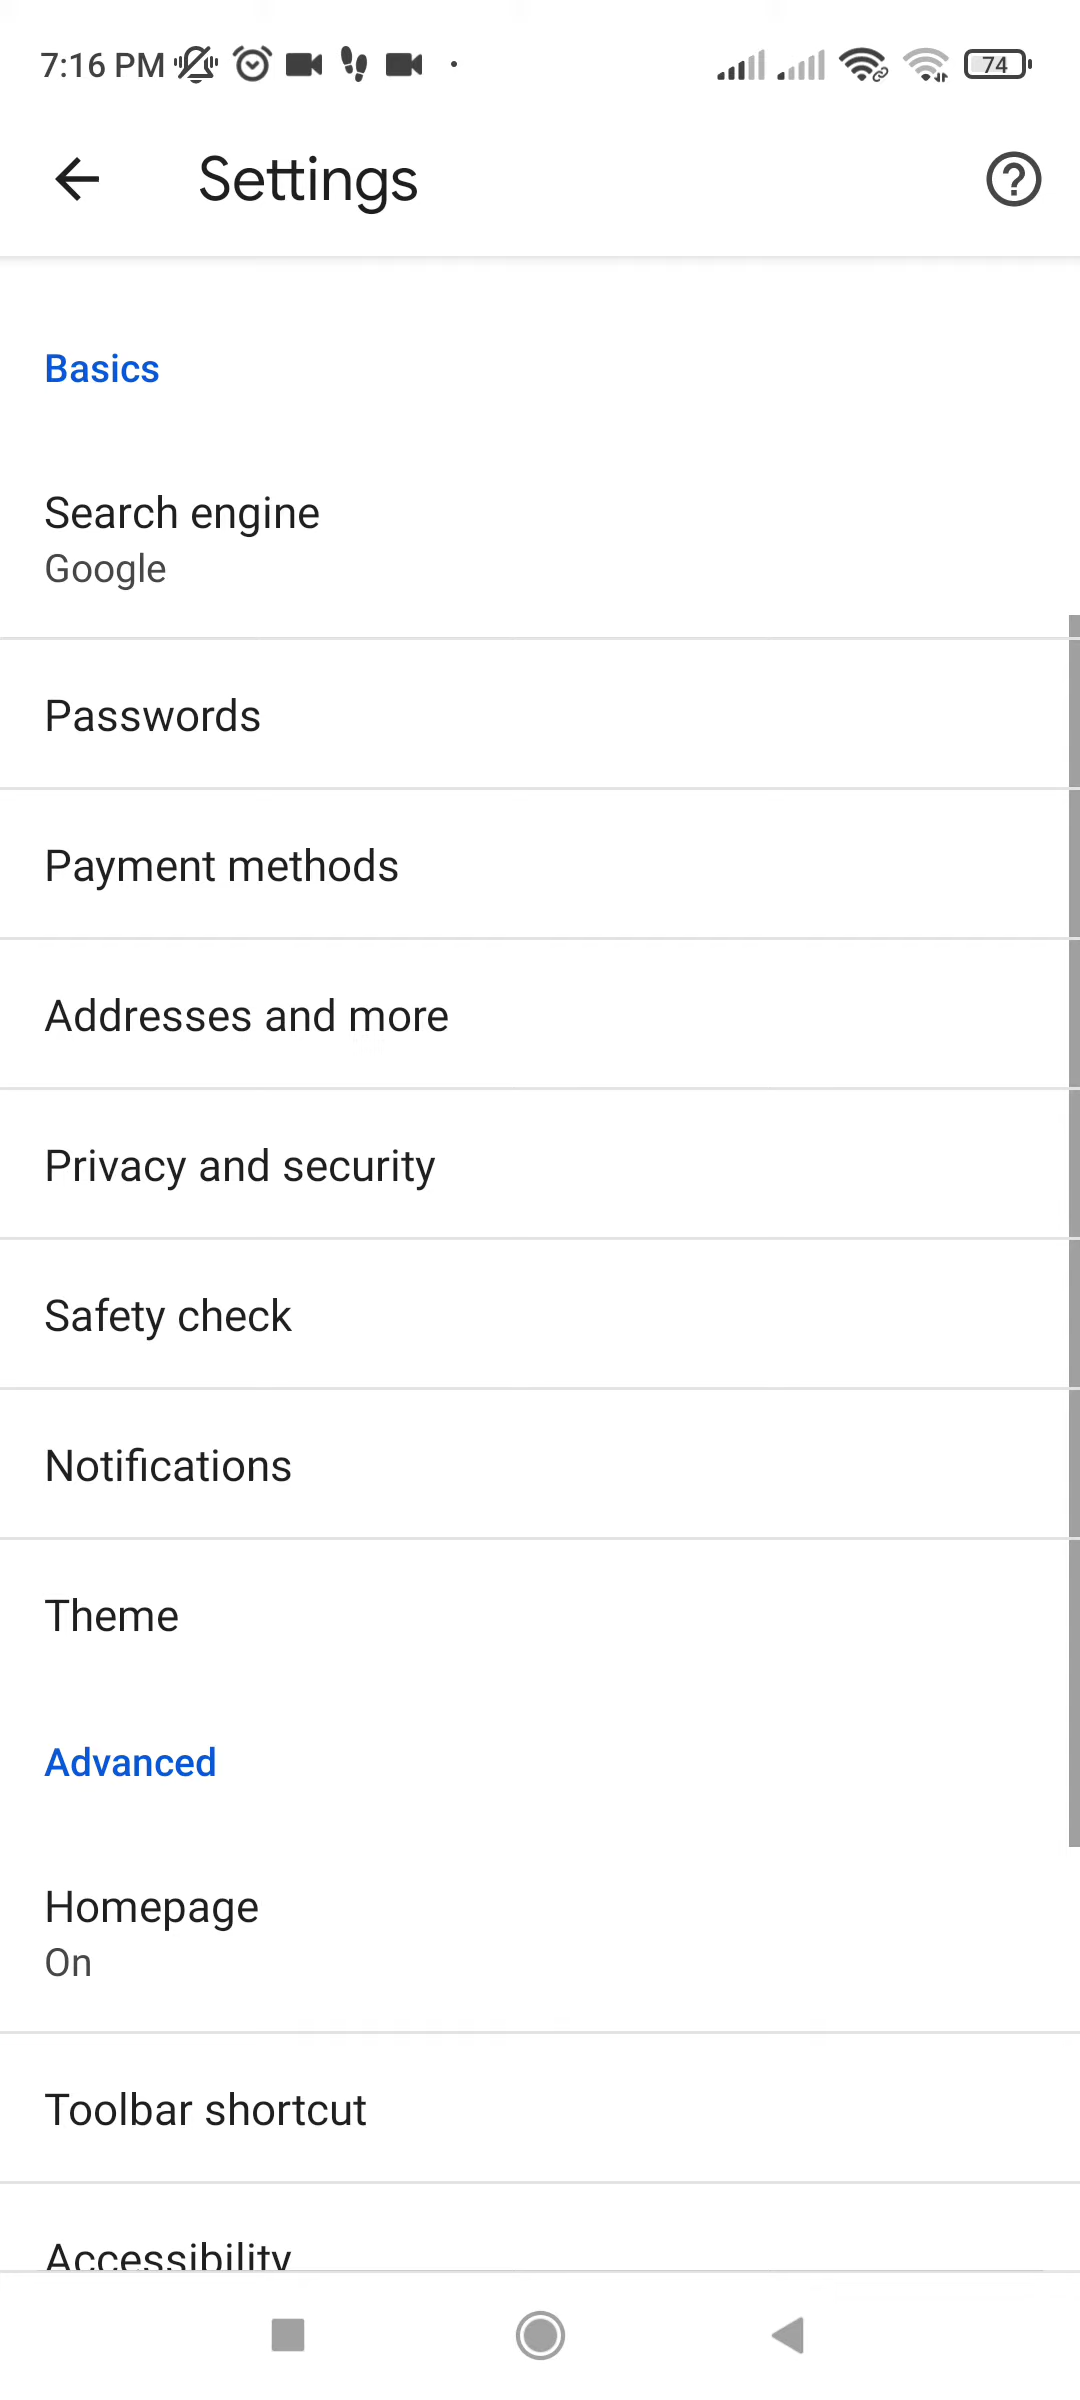 7:16 PM
74
Settings
Basics
Search engine
Google
Passwords
Payment methods
Addresses and more
Privacy and security
Safety check
Notifications
Theme
Advanced
Homepage
On
Toolbar shortcut
Accessibility